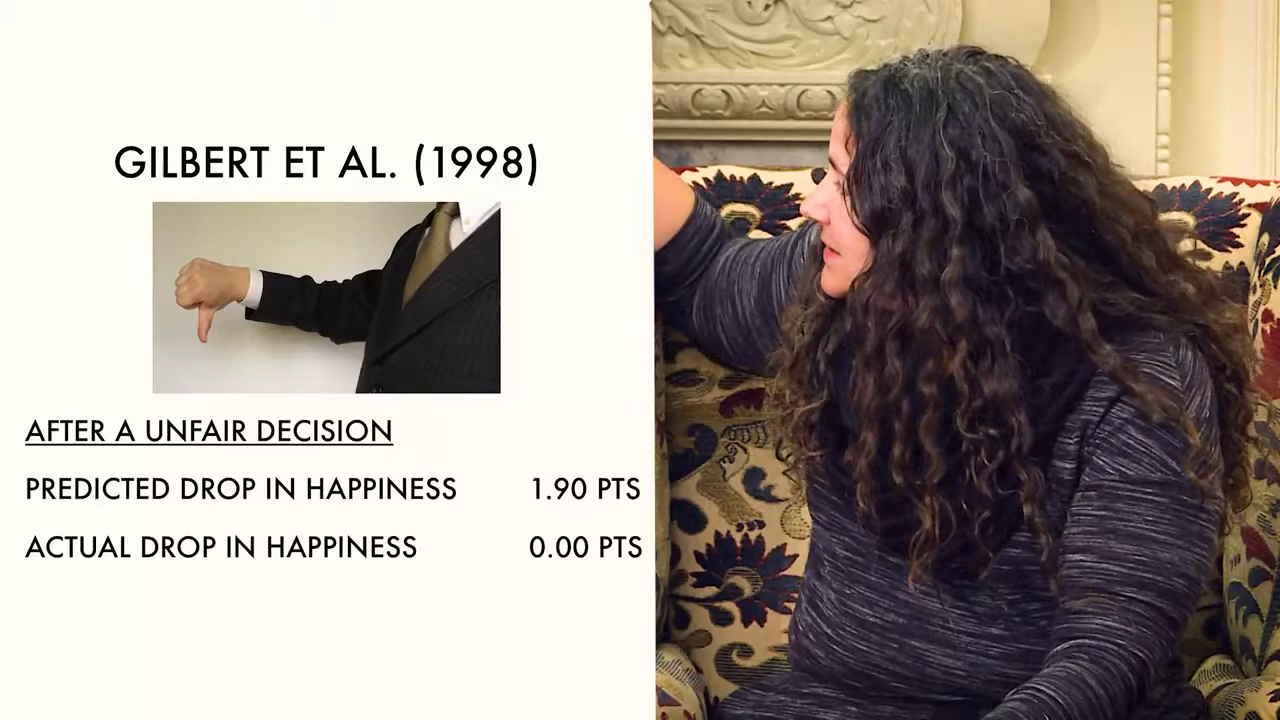 GILBERT ET AL. (1998)
AFTER A UNFAIR DECISION
PREDICTED DROP IN HAPPINESS 1.90 PTS
ACTUAL DROP IN HAPPINESS 0.00 PTS